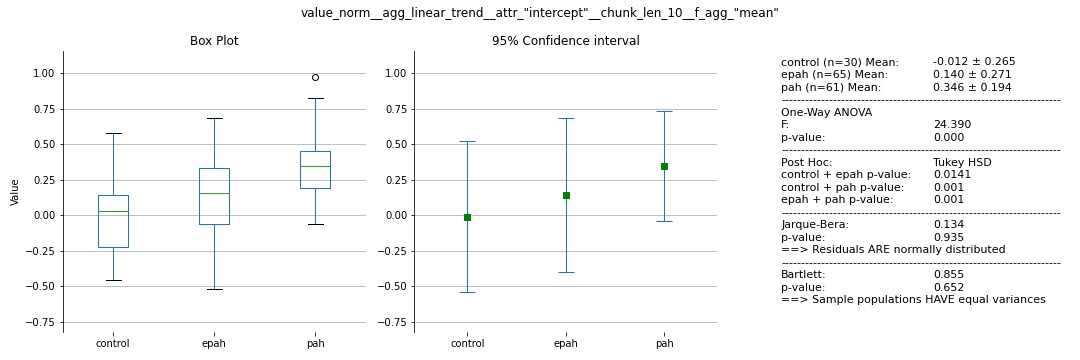 value_norm__agg_linear_trend__attr_"intercept"__chunk_len_10__f_agg_"mean"
Box Plot
Value
1.00
0.75
0.50
0.25
0.00
−0.25
−0.50
−0.75
control epah pah
95% Confidence interval
1.00
0.75
0.50
0.25
0.00
−0.25
−0.50
−0.75
control epah pah
control (n=30) Mean: -0.012 ± 0.265
epah (n=65) Mean: 0.140 ± 0.271
pah (n=61) Mean: 0.346 ± 0.194
One-Way ANOVA
F: 24.390
p-value: 0.000
Post Hoc: Tukey HSD
control + epah p-value: 0.0141
control + pah p-value: 0.001
epah + pah p-value: 0.001
Jarque-Bera: 0.134
p-value: 0.935
==> Residuals ARE normally distributed
Bartlett: 0.855
p-value: 0.652
==> Sample populations HAVE equal variances